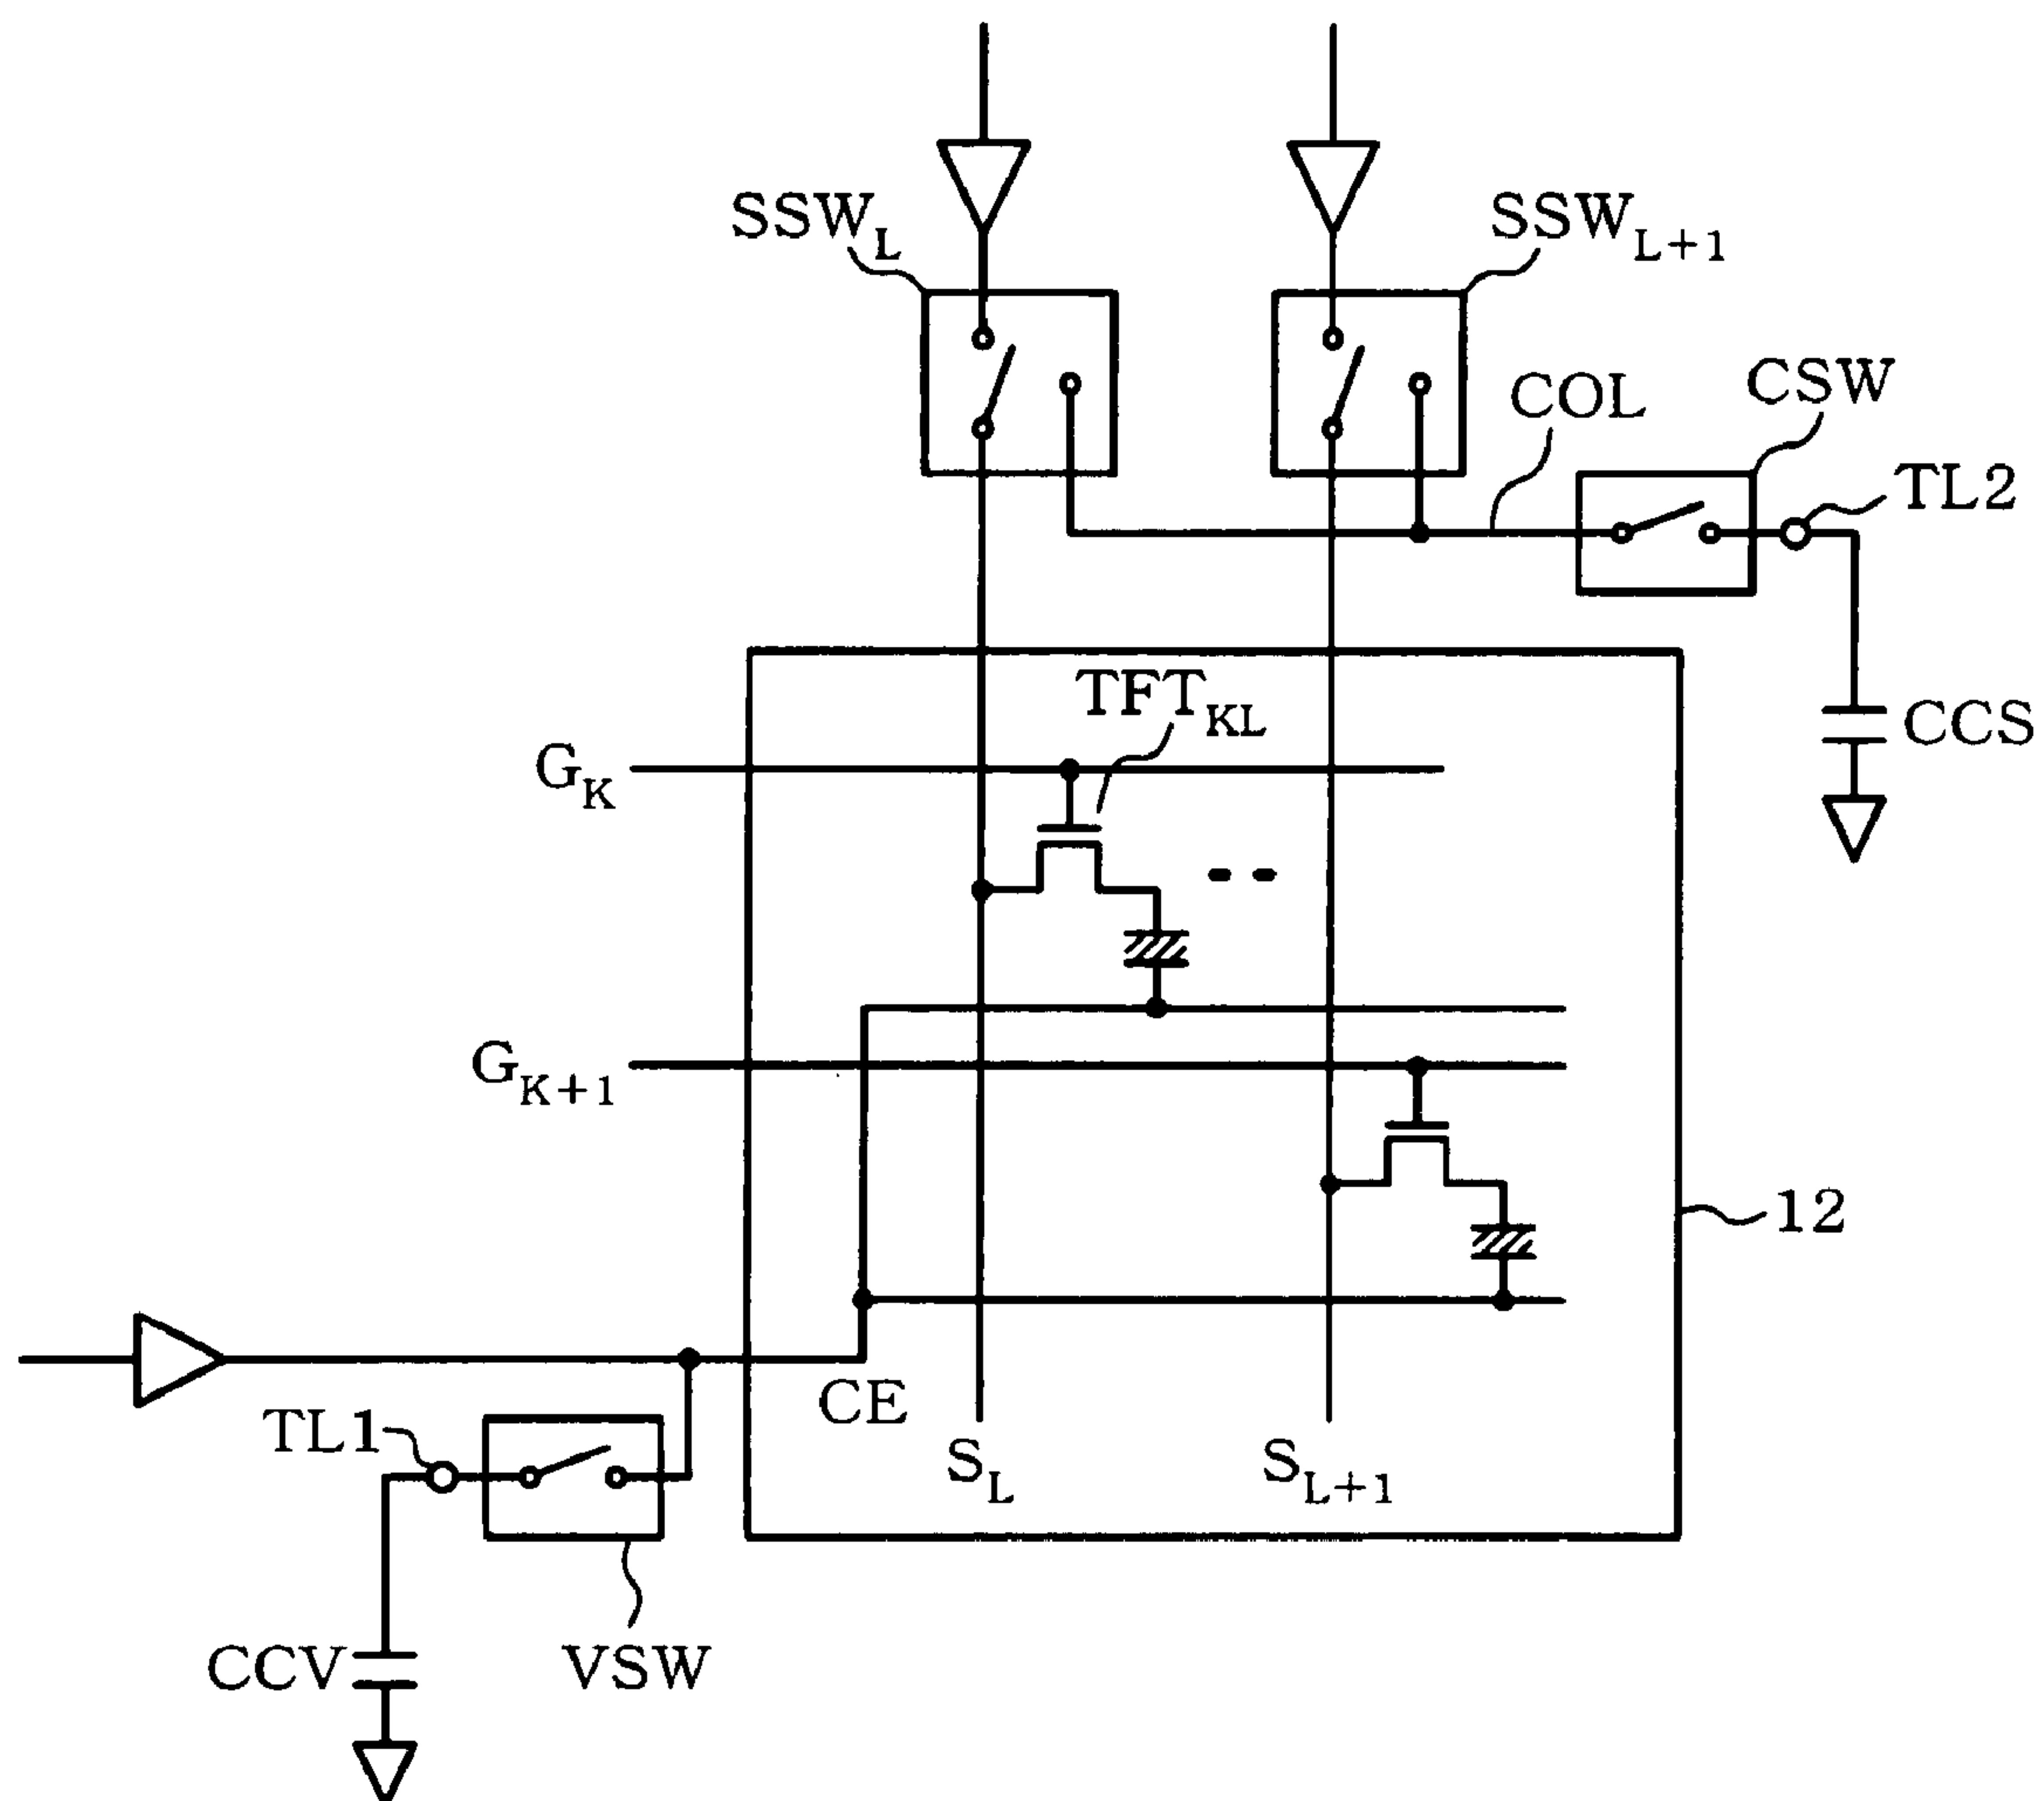 SSW_L
SSW_L+1
COL
CSW
TL2
TFT_KL
CCS
G_K
G_K+1
12
CE
TL1
S_L
S_L+1
CCV
VSW